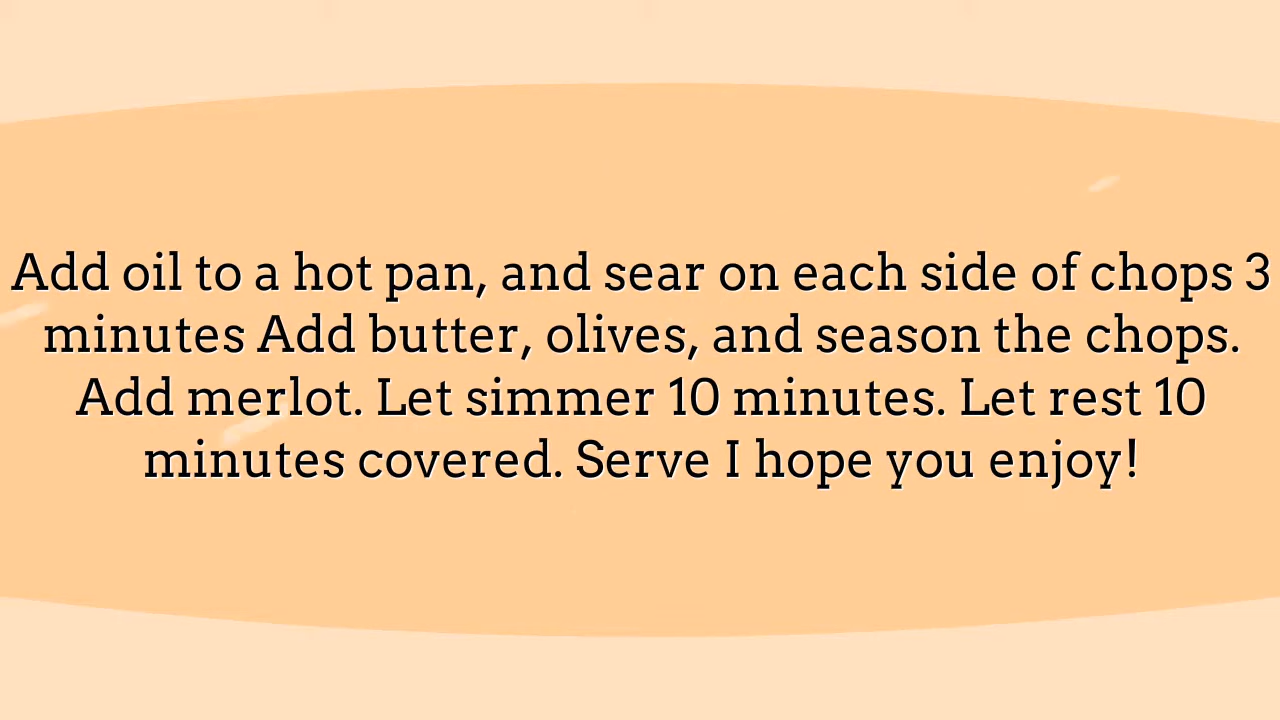 Add oil to a hot pan, and sear on each side of chops 3
minutes Add butter, olives, and season the chops.
Add merlot. Let simmer 10 minutes. Let rest 10
minutes covered. Serve I hope you enjoy!